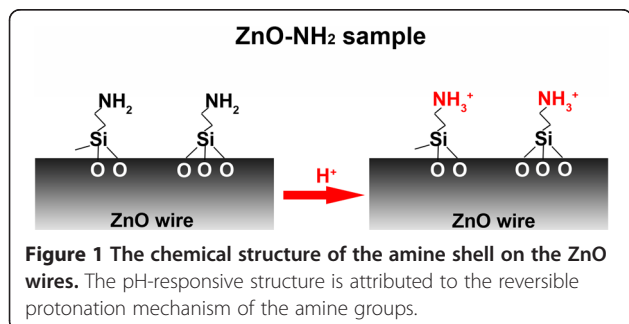 ZnO-NH₂ sample
NH₂ NH₂ NH₃⁺ NH₃⁺
Si Si Si Si
O O O O O H⁺ O O O O O
ZnO wire ZnO wire
Figure 1 The chemical structure of the amine shell on the ZnO
wires. The pH-responsive structure is attributed to the reversible
protonation mechanism of the amine groups.